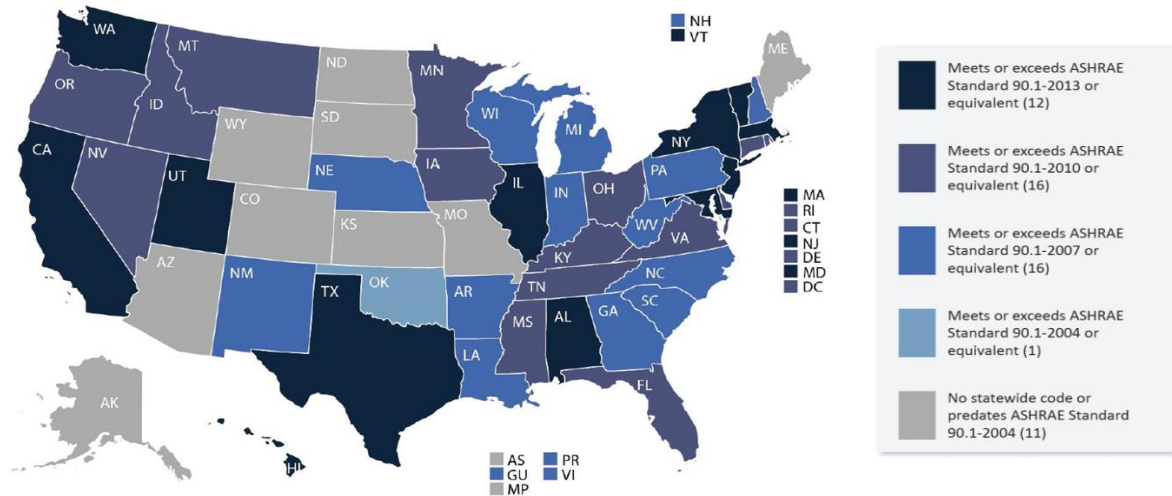 NH
VT
WA
MT
ND
MN
ME
OR
ID
SD
WI
MI
WY
NY
CA
NV
UT
NE
IA
IL
IN
OH
PA
CO
KS
MO
WV
VA
KY
AZ
NM
OK
AR
TN
NC
SC
TX
MS
AL
GA
LA
FL
AK
HI
MA
RI
CT
NJ
DE
MD
DC
AS
PR
GU
VI
MP
Meets or exceeds ASHRAE
Standard 90.1-2013 or
equivalent (12)
Meets or exceeds ASHRAE
Standard 90.1-2010 or
equivalent (16)
Meets or exceeds ASHRAE
Standard 90.1-2007 or
equivalent (16)
Meets or exceeds ASHRAE
Standard 90.1-2004 or
equivalent (1)
No statewide code or
predates ASHRAE Standard
90.1-2004 (11)